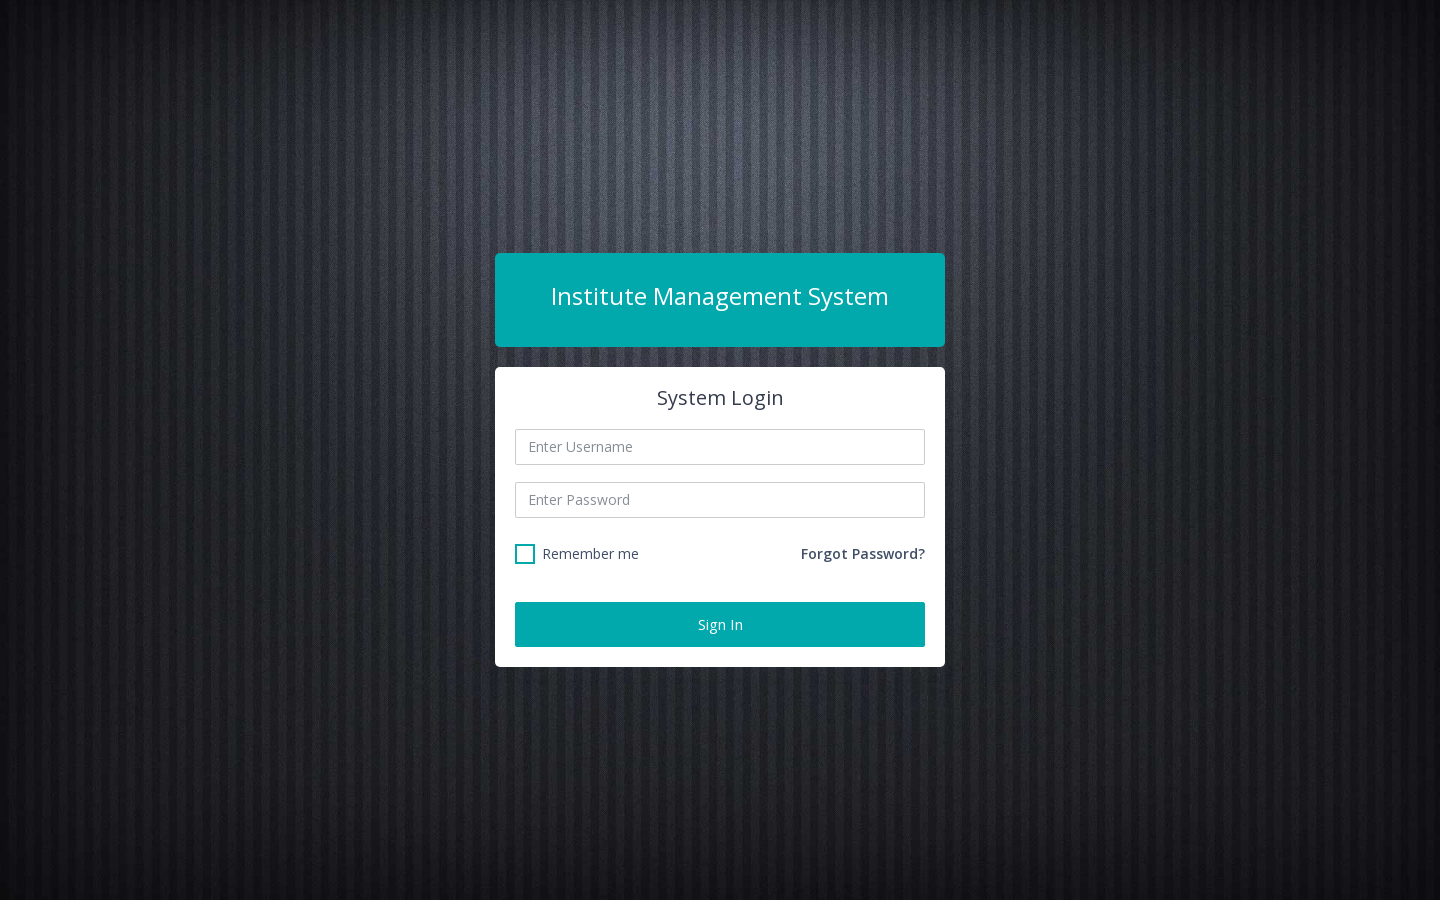 Institute Management System
System Login
Enter Username
Enter Password
Remember me
Forgot Password?
Sign In